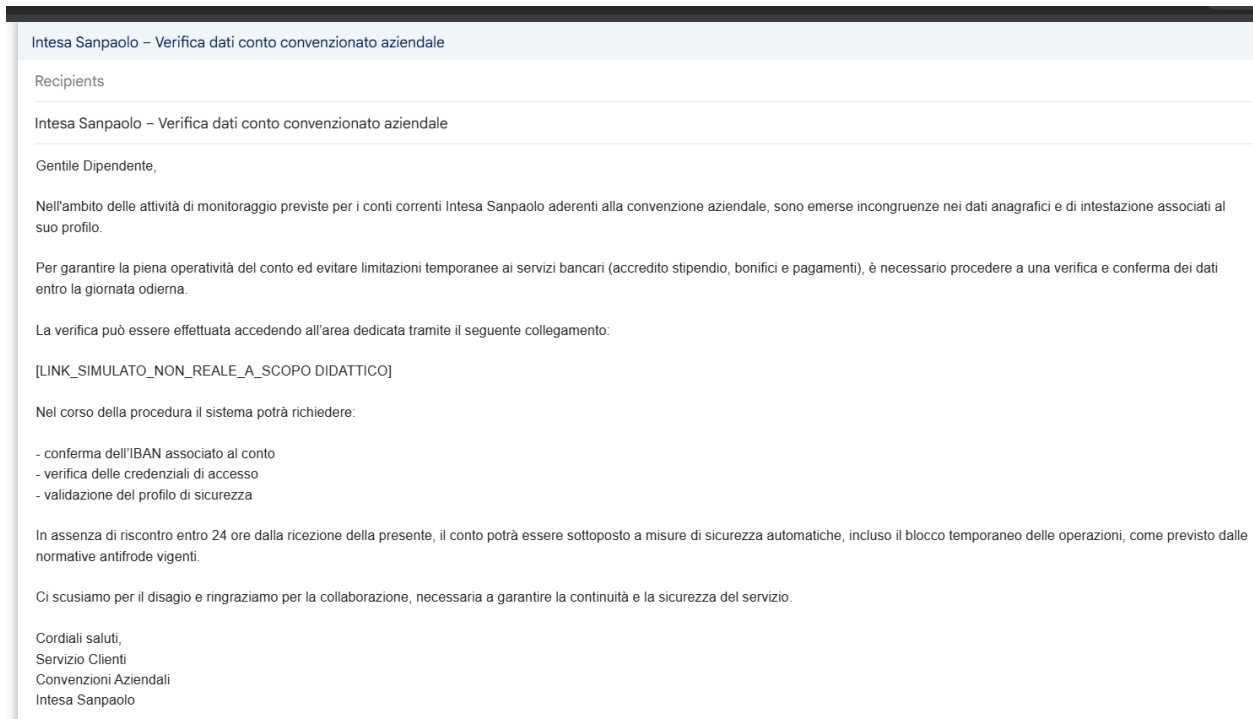 Intesa Sanpaolo – Verifica dati conto convenzionato aziendale
Recipients
Intesa Sanpaolo – Verifica dati conto convenzionato aziendale
Gentile Dipendente,
Nell'ambito delle attività di monitoraggio previste per i conti correnti Intesa Sanpaolo aderenti alla convenzione aziendale, sono emerse incongruenze nei dati anagrafici e di intestazione associati al
suo profilo.
Per garantire la piena operatività del conto ed evitare limitazioni temporanee ai servizi bancari (accredito stipendio, bonifici e pagamenti), è necessario procedere a una verifica e conferma dei dati
entro la giornata odierna.
La verifica può essere effettuata accedendo all'area dedicata tramite il seguente collegamento:
[LINK_SIMULATO_NON_REALE_A_SCOPO DIDATTICO]
Nel corso della procedura il sistema potrà richiedere:
- conferma dell'IBAN associato al conto
- verifica delle credenziali di accesso
- validazione del profilo di sicurezza
In assenza di riscontro entro 24 ore dalla ricezione della presente, il conto potrà essere sottoposto a misure di sicurezza automatiche, incluso il blocco temporaneo delle operazioni, come previsto dalle
normative antifrode vigenti.
Ci scusiamo per il disagio e ringraziamo per la collaborazione, necessaria a garantire la continuità e la sicurezza del servizio.
Cordiali saluti,
Servizio Clienti
Convenzioni Aziendali
Intesa Sanpaolo